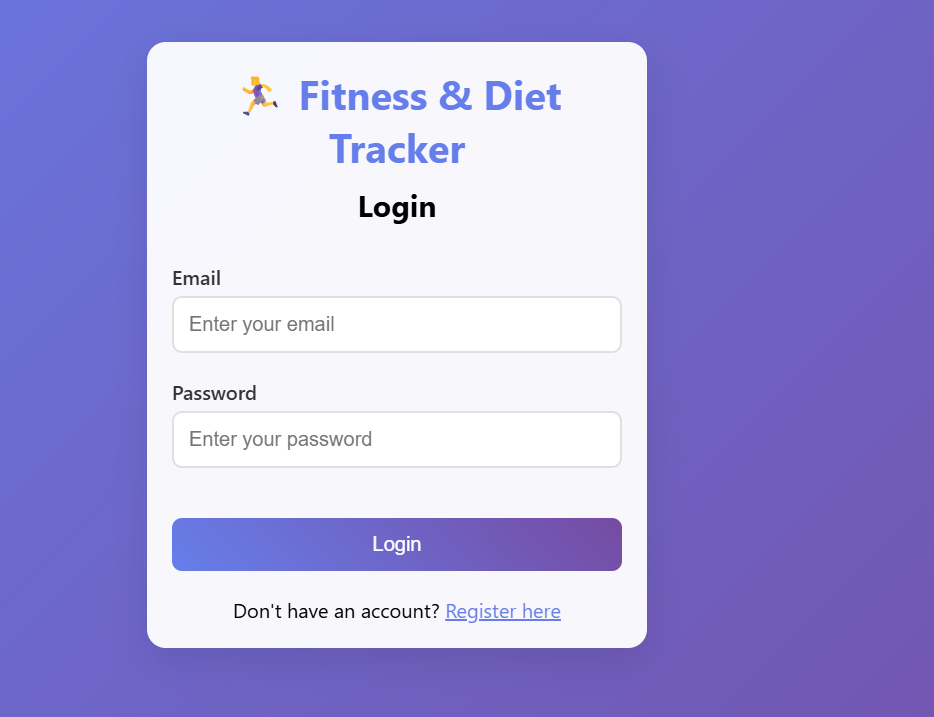 Fitness & Diet
Tracker
Login
Email
Enter your email
Password
Enter your password
Login
Don't have an account? Register here